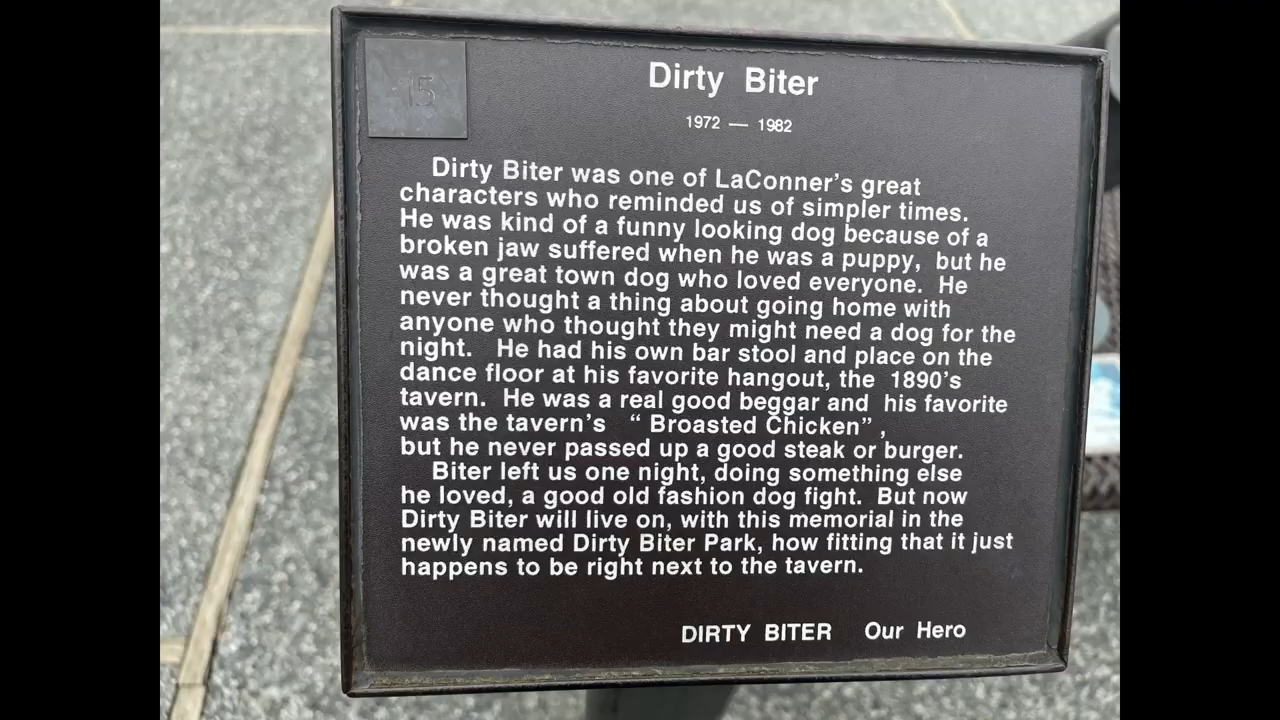 15
Dirty Biter
1972 — 1982
Dirty Biter was one of LaConner's great
characters who reminded us of simpler times.
He was kind of a funny looking dog because of a
broken jaw suffered when he was a puppy, but he
was a great town dog who loved everyone. He
never thought a thing about going home with
anyone who thought they might need a dog for the
night. He had his own bar stool and place on the
dance floor at his favorite hangout, the 1890's
tavern. He was a real good beggar and his favorite
was the tavern's “ Broasted Chicken” ,
but he never passed up a good steak or burger.
Biter left us one night, doing something else
he loved, a good old fashion dog fight. But now
Dirty Biter will live on, with this memorial in the
newly named Dirty Biter Park, how fitting that it just
happens to be right next to the tavern.
DIRTY BITER Our Hero